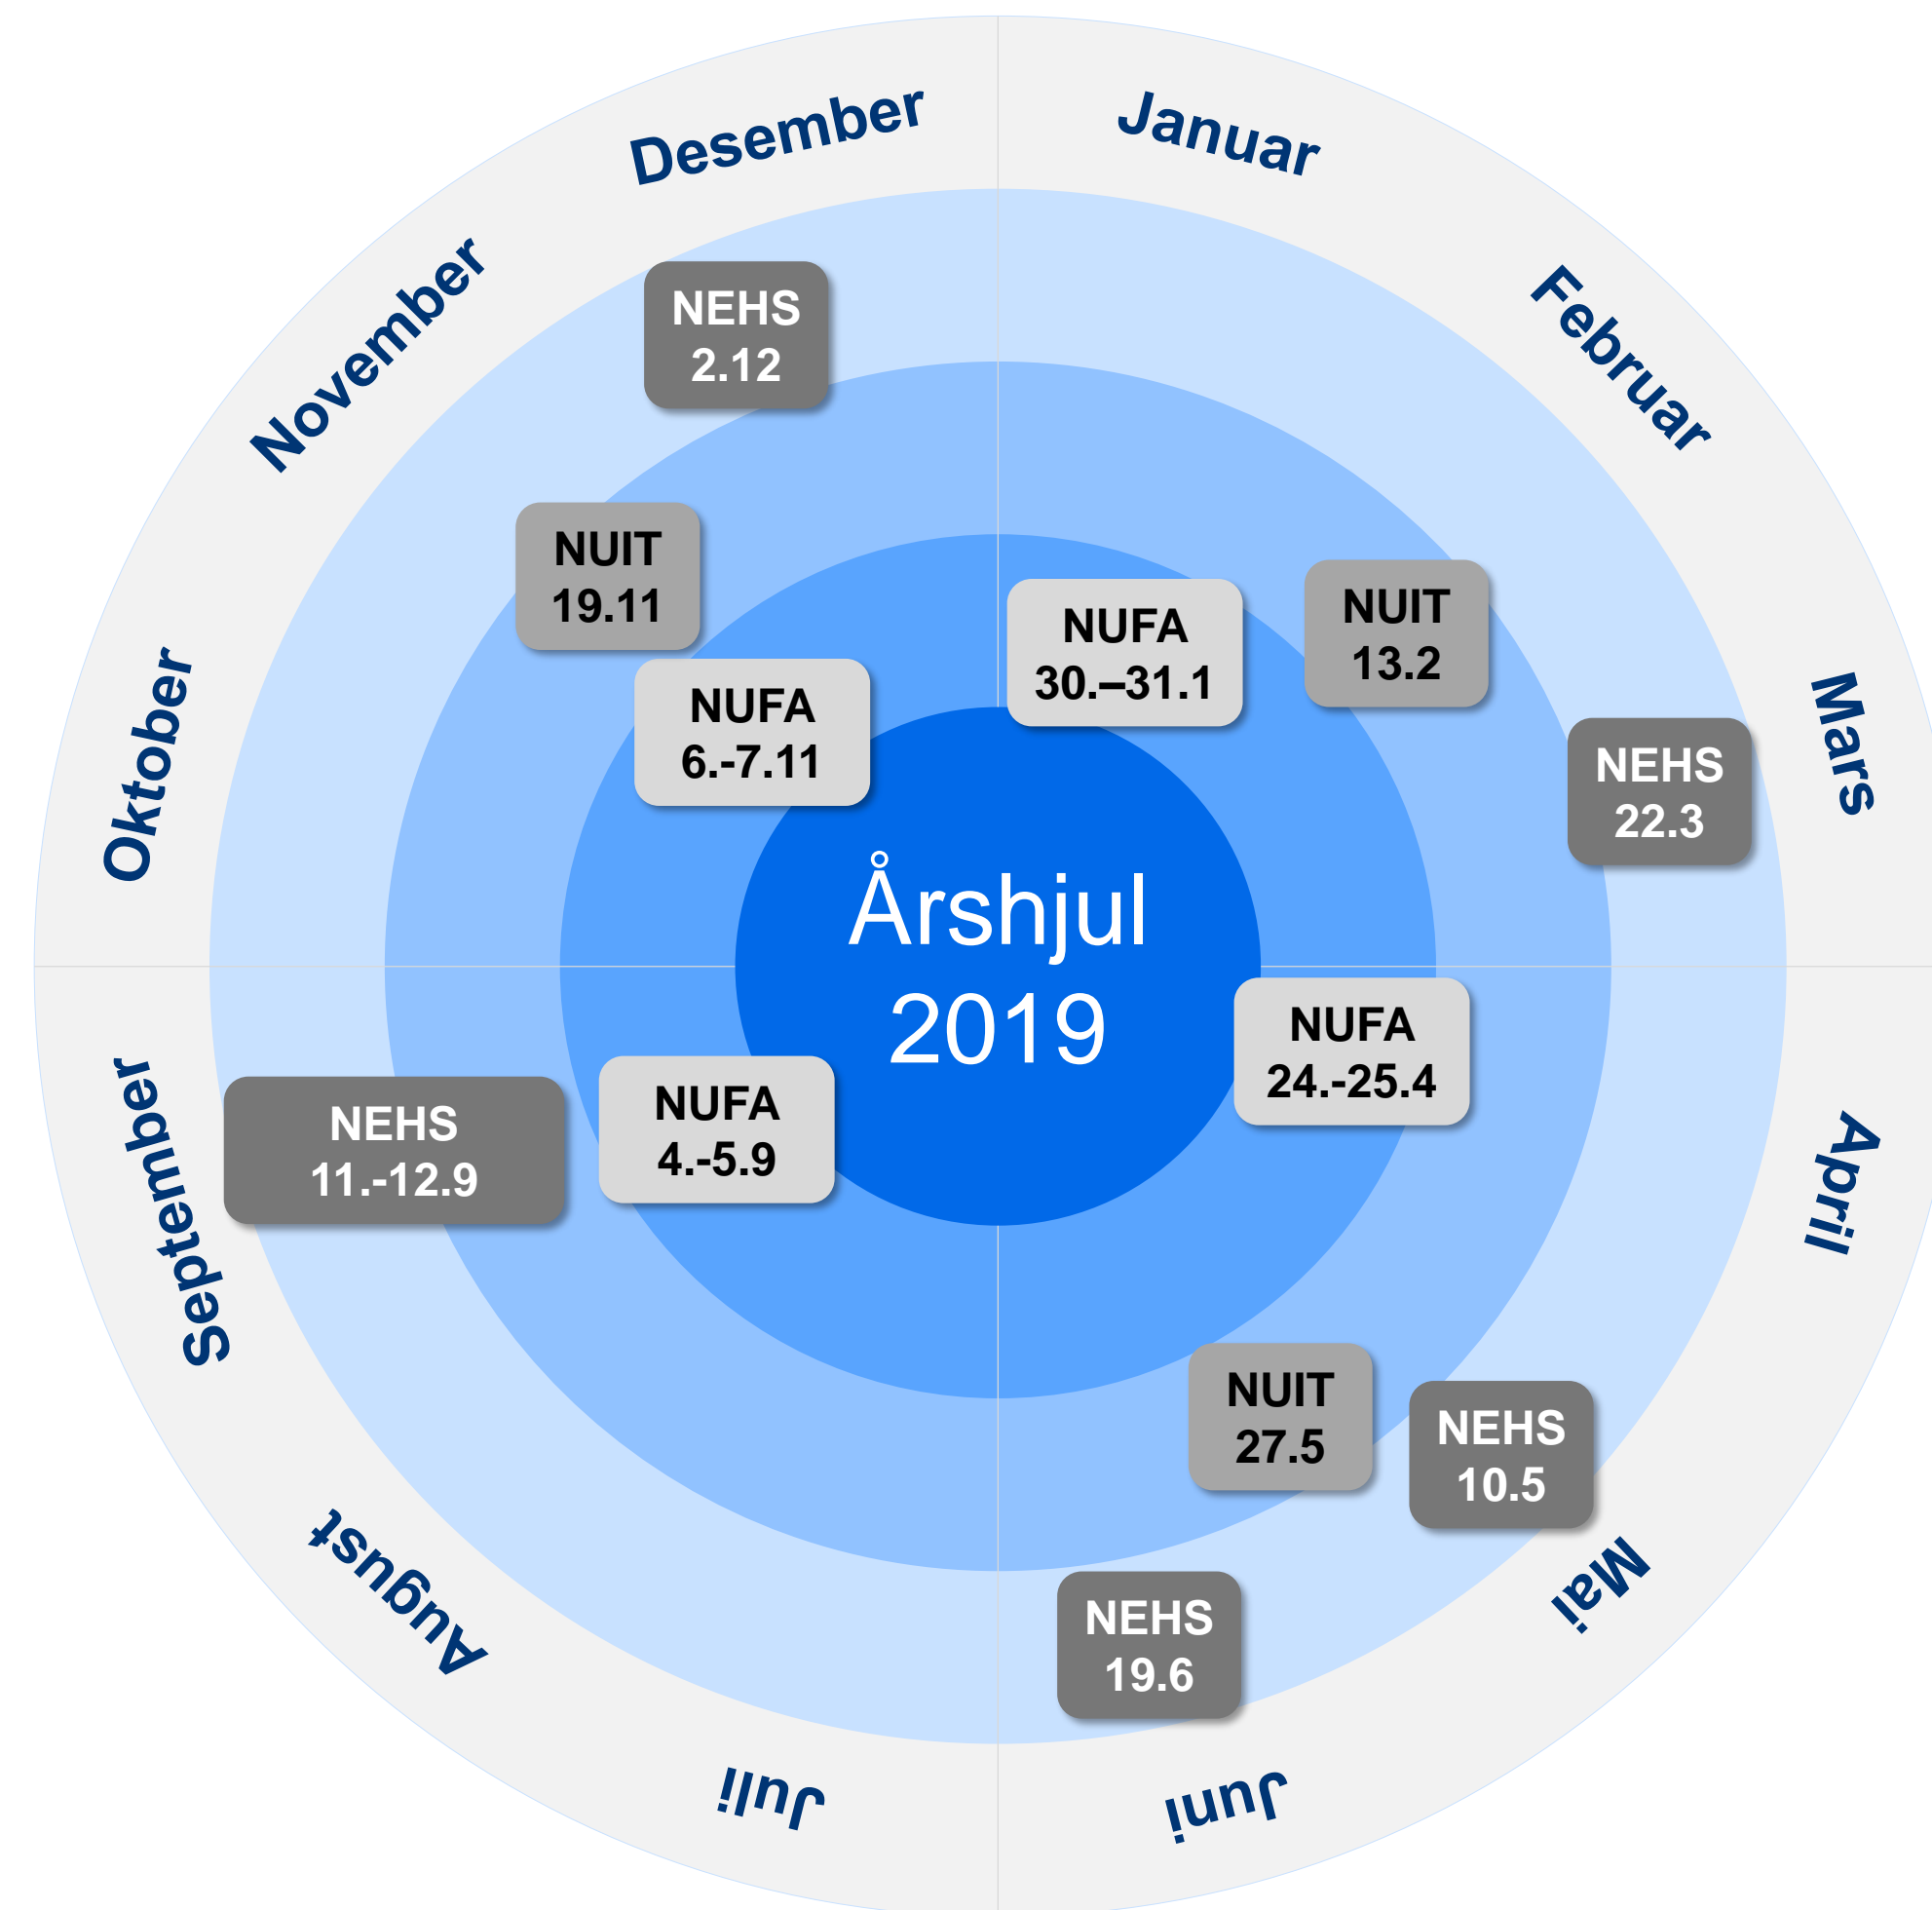 Desember
Januar
Februar
Mars
April
Mai
Juni
Juli
August
September
Oktober
November
Årshjul
2019
NUFA
30.–31.1
NUIT
13.2
NEHS
22.3
NUFA
24.-25.4
NEHS
10.5
NUIT
27.5
NEHS
19.6
NUFA
4.-5.9
NEHS
11.-12.9
NUFA
6.-7.11
NUIT
19.11
NEHS
2.12